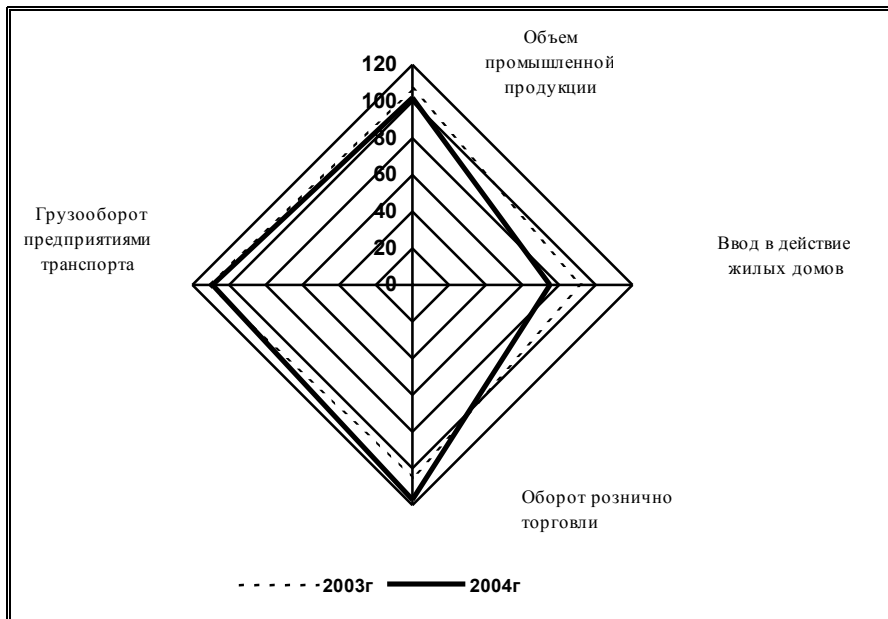 Объем
промышленной
продукции
120
100
80
60
40
20
0
Грузооборот
предприятиями
транспорта
Ввод в действие
жилых домов
Оборот рознично
торговли
2003г 2004г